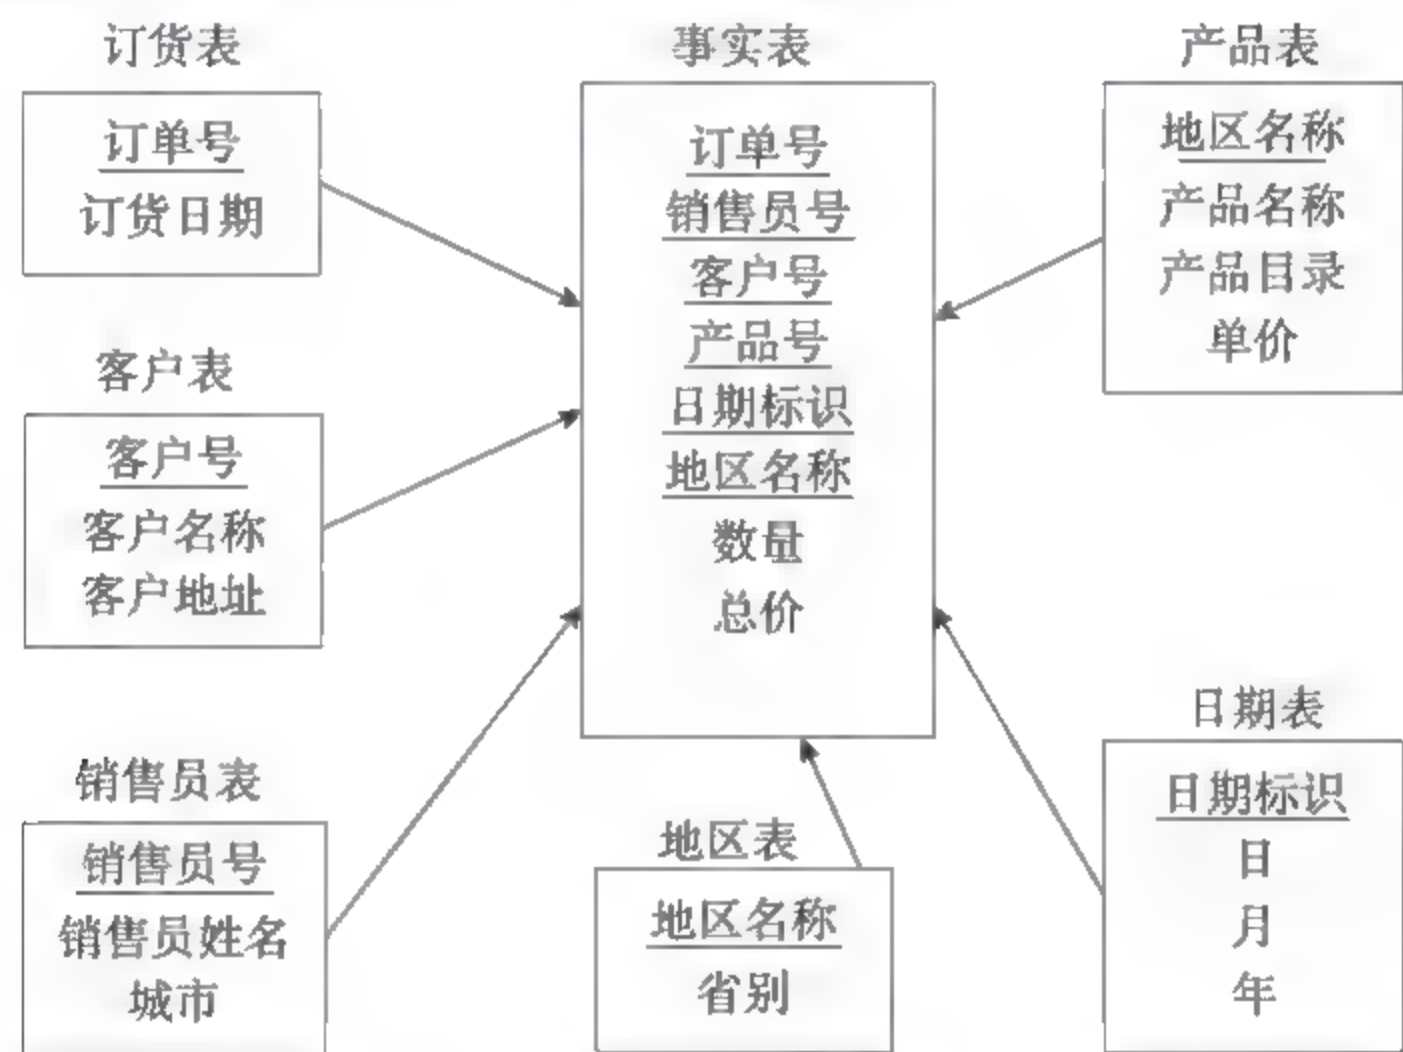 订货表
订单号
订货日期
客户表
客户号
客户名称
客户地址
销售员表
销售员号
销售员姓名
城市
事实表
订单号
销售员号
客户号
产品号
日期标识
地区名称
数量
总价
地区表
地区名称
省别
产品表
地区名称
产品名称
产品目录
单价
日期表
日期标识
日
月
年